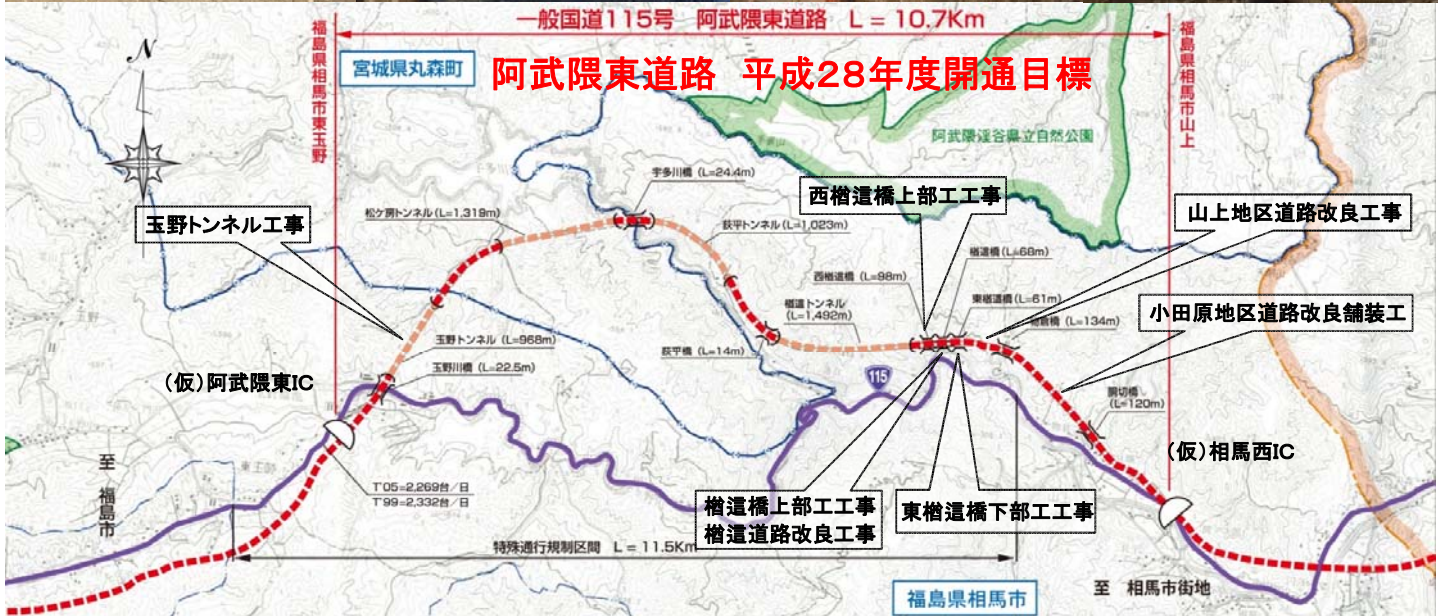 一般国道115号 阿武隈東道路 L = 10.7Km
福島県相馬市東玉野
宮城県丸森町
阿武隈東道路 平成28年度開通目標
福島県相馬市山上
N
阿武隈渓谷県立自然公園
宇多川橋 (L=24.4m)
西楢這橋上部工工事
山上地区道路改良工事
玉野トンネル工事
松ケ房トンネル(L=1,319m)
萩平トンネル(L=1,023m)
楢這橋 (L=68m)
西楢這橋 (L=98m)
東楢這橋(L=61m)
小田原地区道路改良舗装工
楢這トンネル
(L=1,492m)
(L=134m)
玉野トンネル (L=968m)
萩平橋 (L=14m)
玉野川橋 (L=22.5m)
(仮)阿武隈東IC
115
胴切橋
(L=120m)
(仮)相馬西IC
至 福島市
T'05=2,269台/日
T'99=2,332台/日
楢這橋上部工工事
楢這道路改良工事
東楢這橋下部工工事
特殊通行規制区間 L = 11.5Km
福島県相馬市
至 相馬市街地